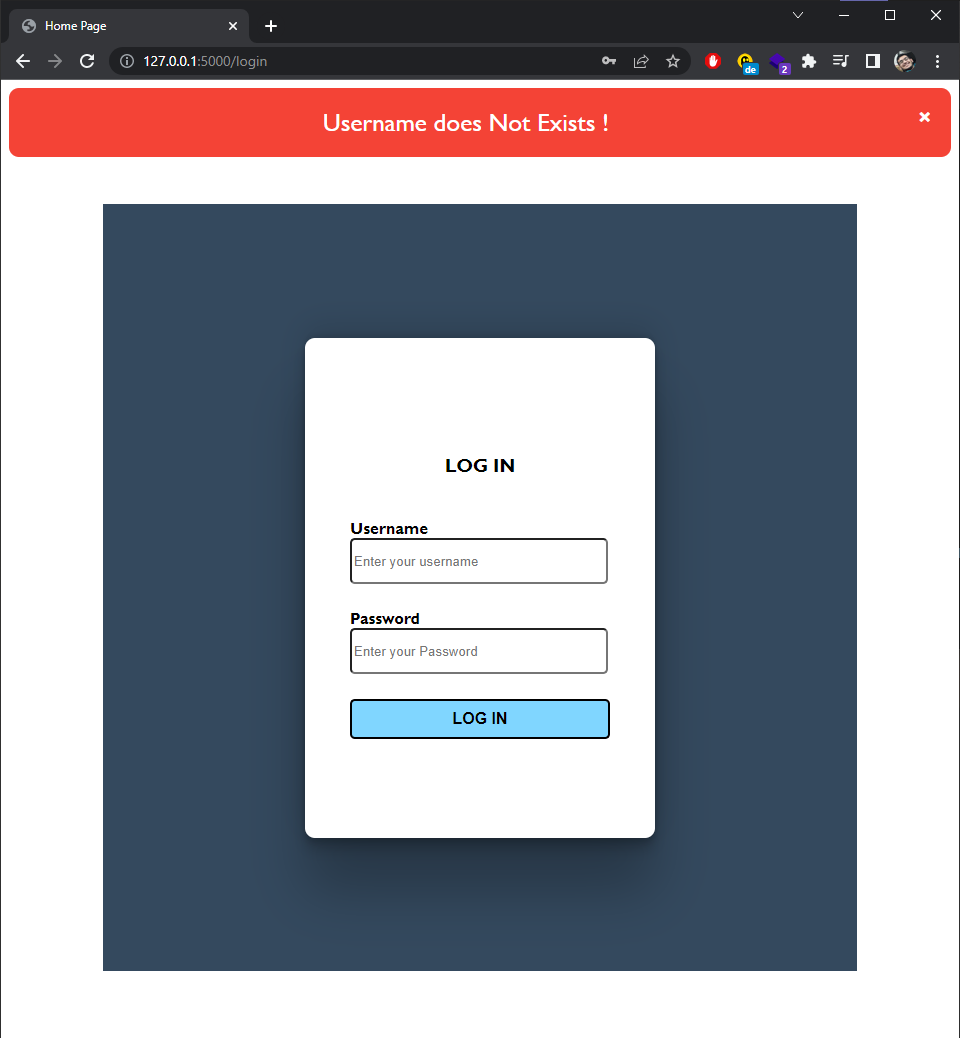 Home Page
127.0.0.1:5000/login
de
2
Username does Not Exists !
LOG IN
Username
Enter your username
Password
Enter your Password
LOG IN